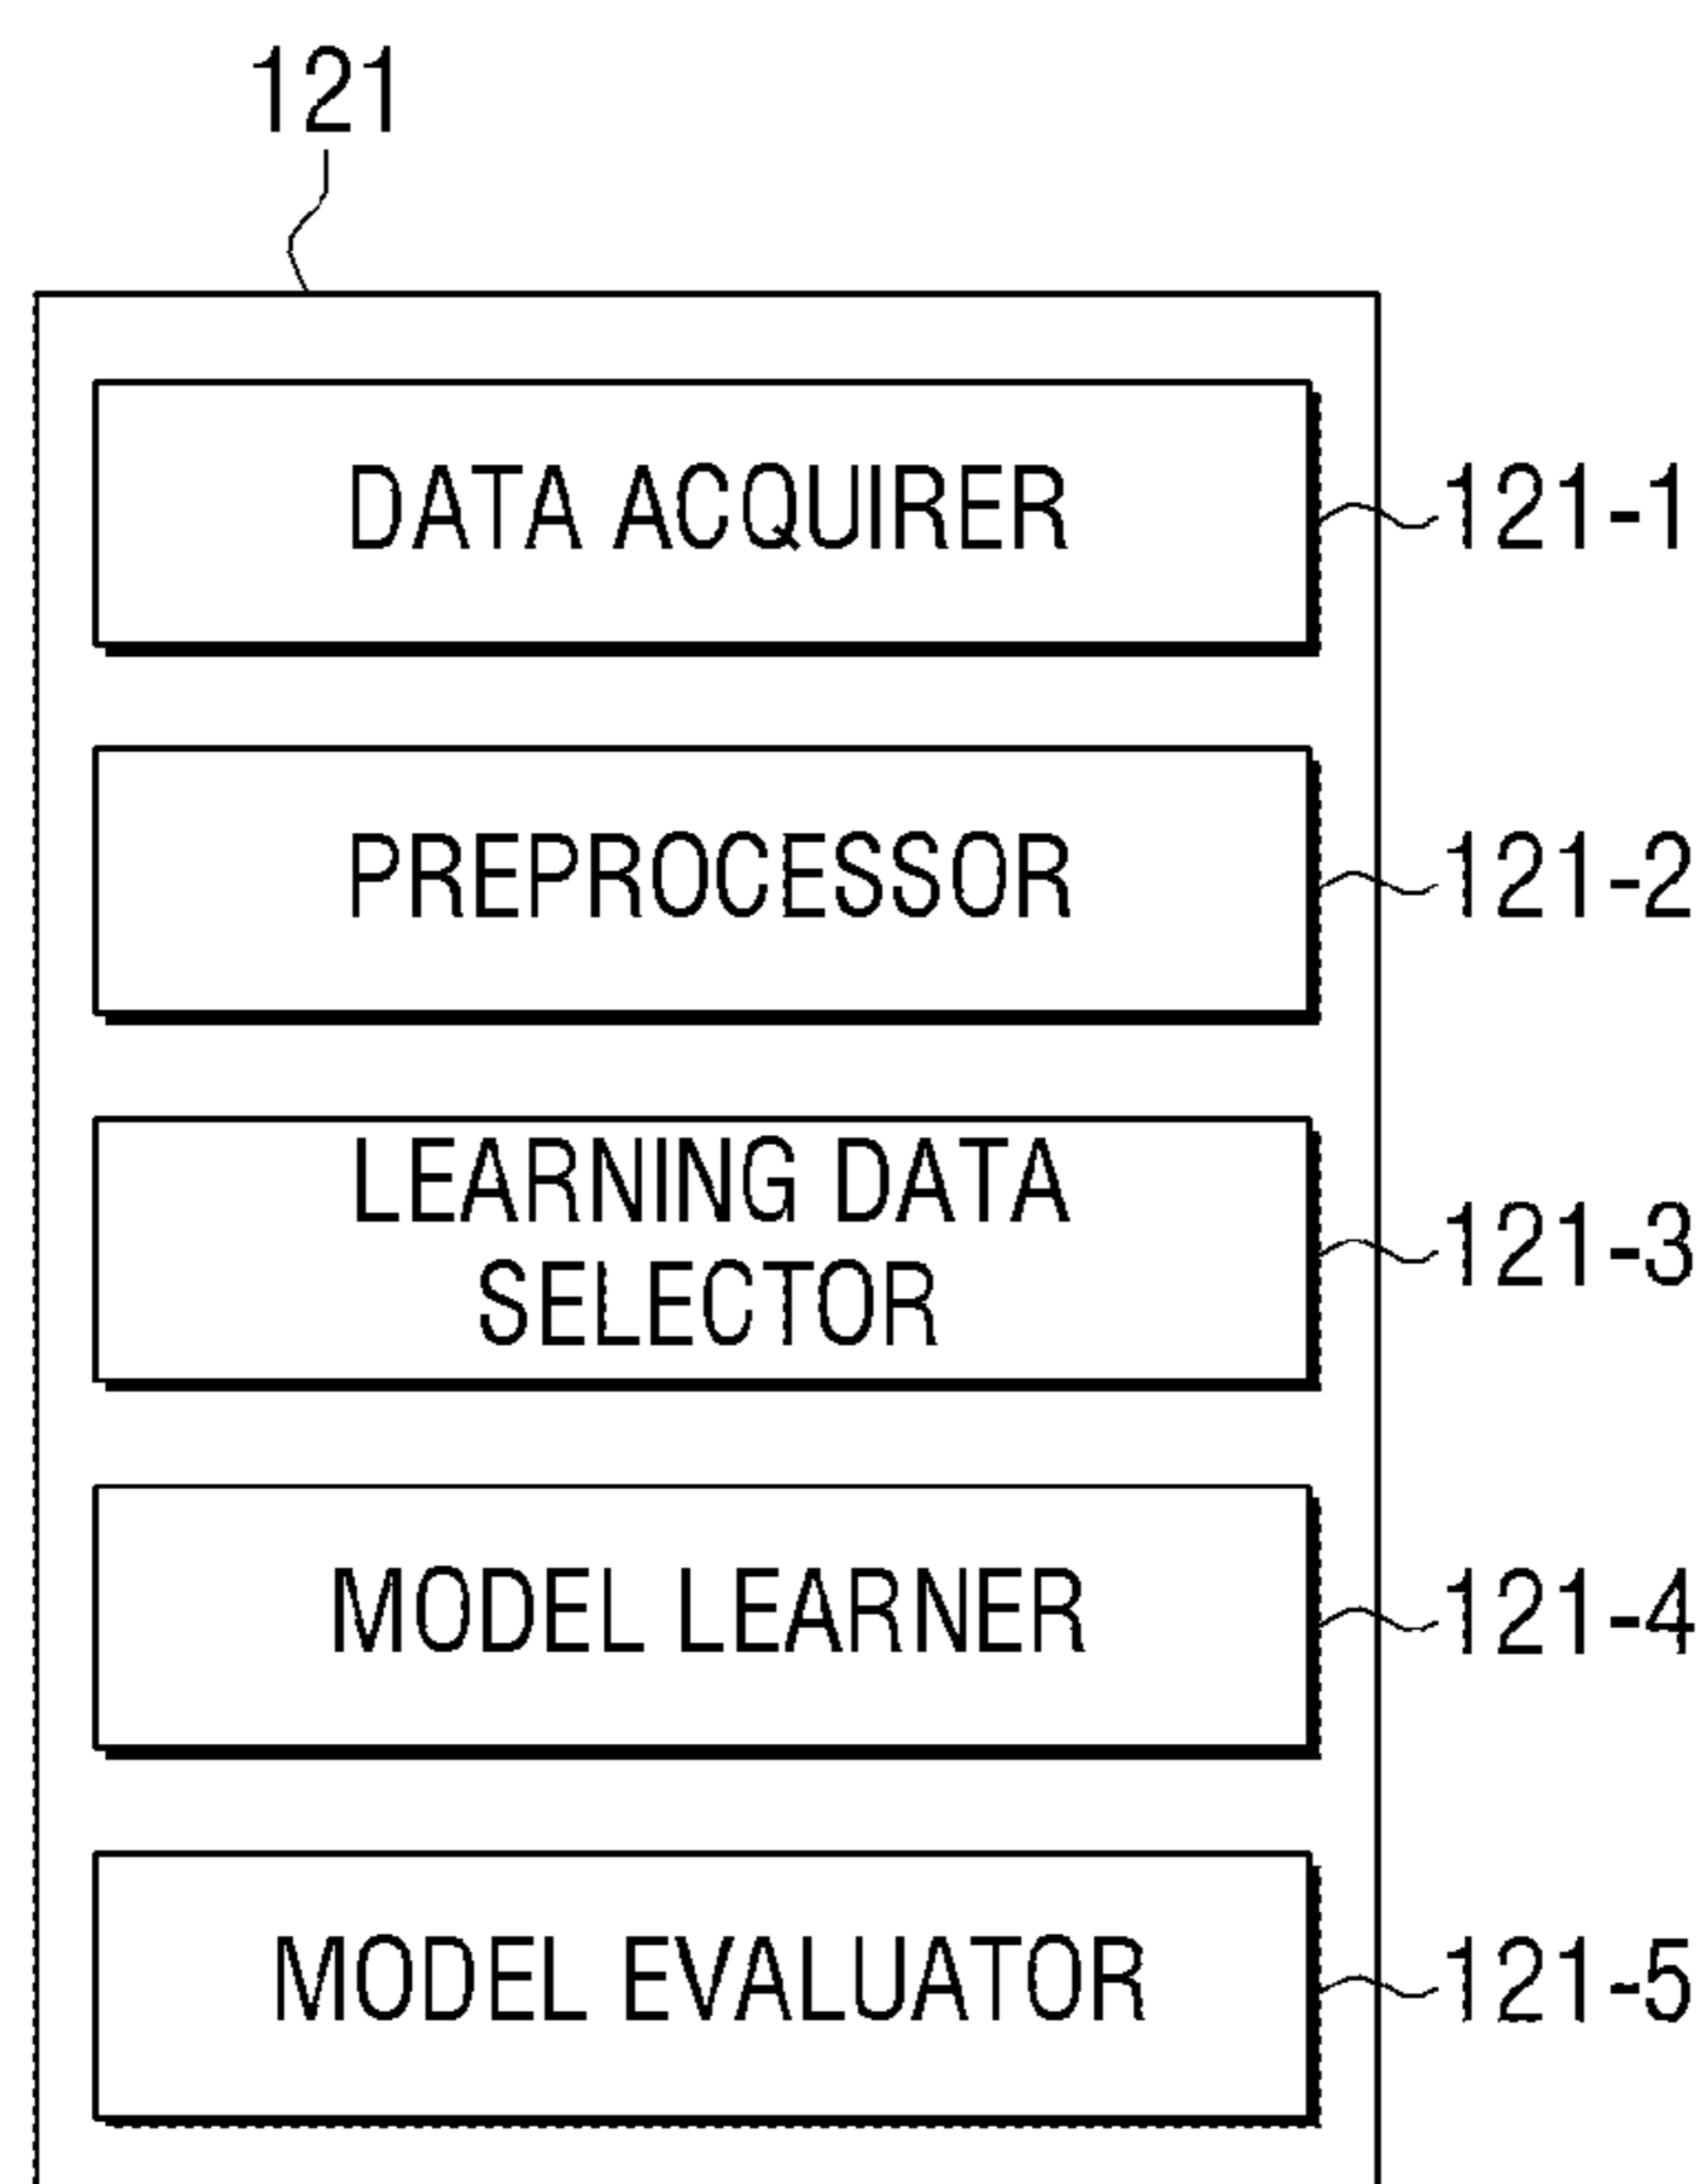 121
DATA ACQUIRER
121-1
PREPROCESSOR
121-2
LEARNING DATA
SELECTOR
121-3
MODEL LEARNER
121-4
MODEL EVALUATOR
121-5